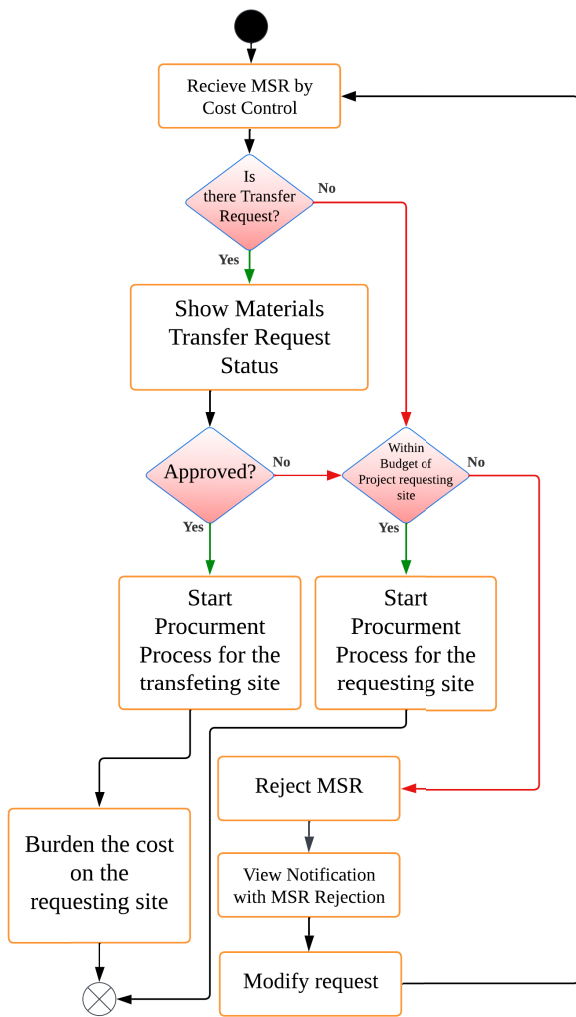 Recieve MSR by
Cost Control
Is
there Transfer
Request?
No
Yes
Show Materials
Transfer Request
Status
Approved?
No
Yes
Within
Budget of
Project requesting
site
No
Yes
Start
Procurment
Process for the
transfeting site
Start
Procurment
Process for the
requesting site
Reject MSR
Burden the cost
on the
requesting site
View Notification
with MSR Rejection
Modify request